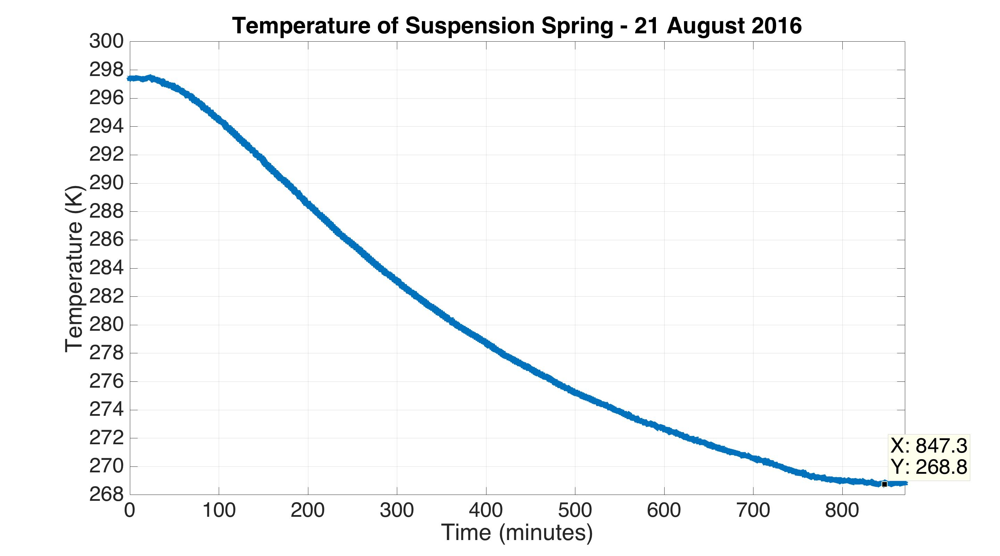 Temperature of Suspension Spring - 21 August 2016
300
298
296
294
292
290
288
286
284
282
280
278
276
274
272
270
268
Temperature (K)
X: 847.3
Y: 268.8
0 100 200 300 400 500 600 700 800
Time (minutes)